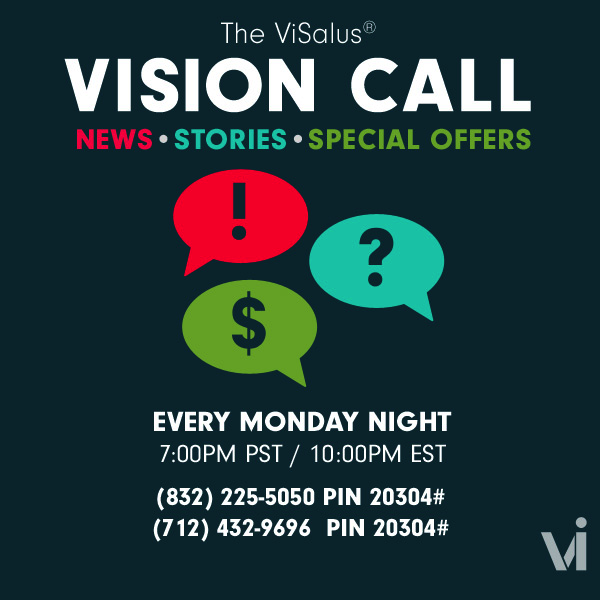 The ViSalus®
VISION CALL
NEWS • STORIES • SPECIAL OFFERS
!
?
$
EVERY MONDAY NIGHT
7:00PM PST / 10:00PM EST
(832) 225-5050 PIN 20304#
(712) 432-9696 PIN 20304#
Vi